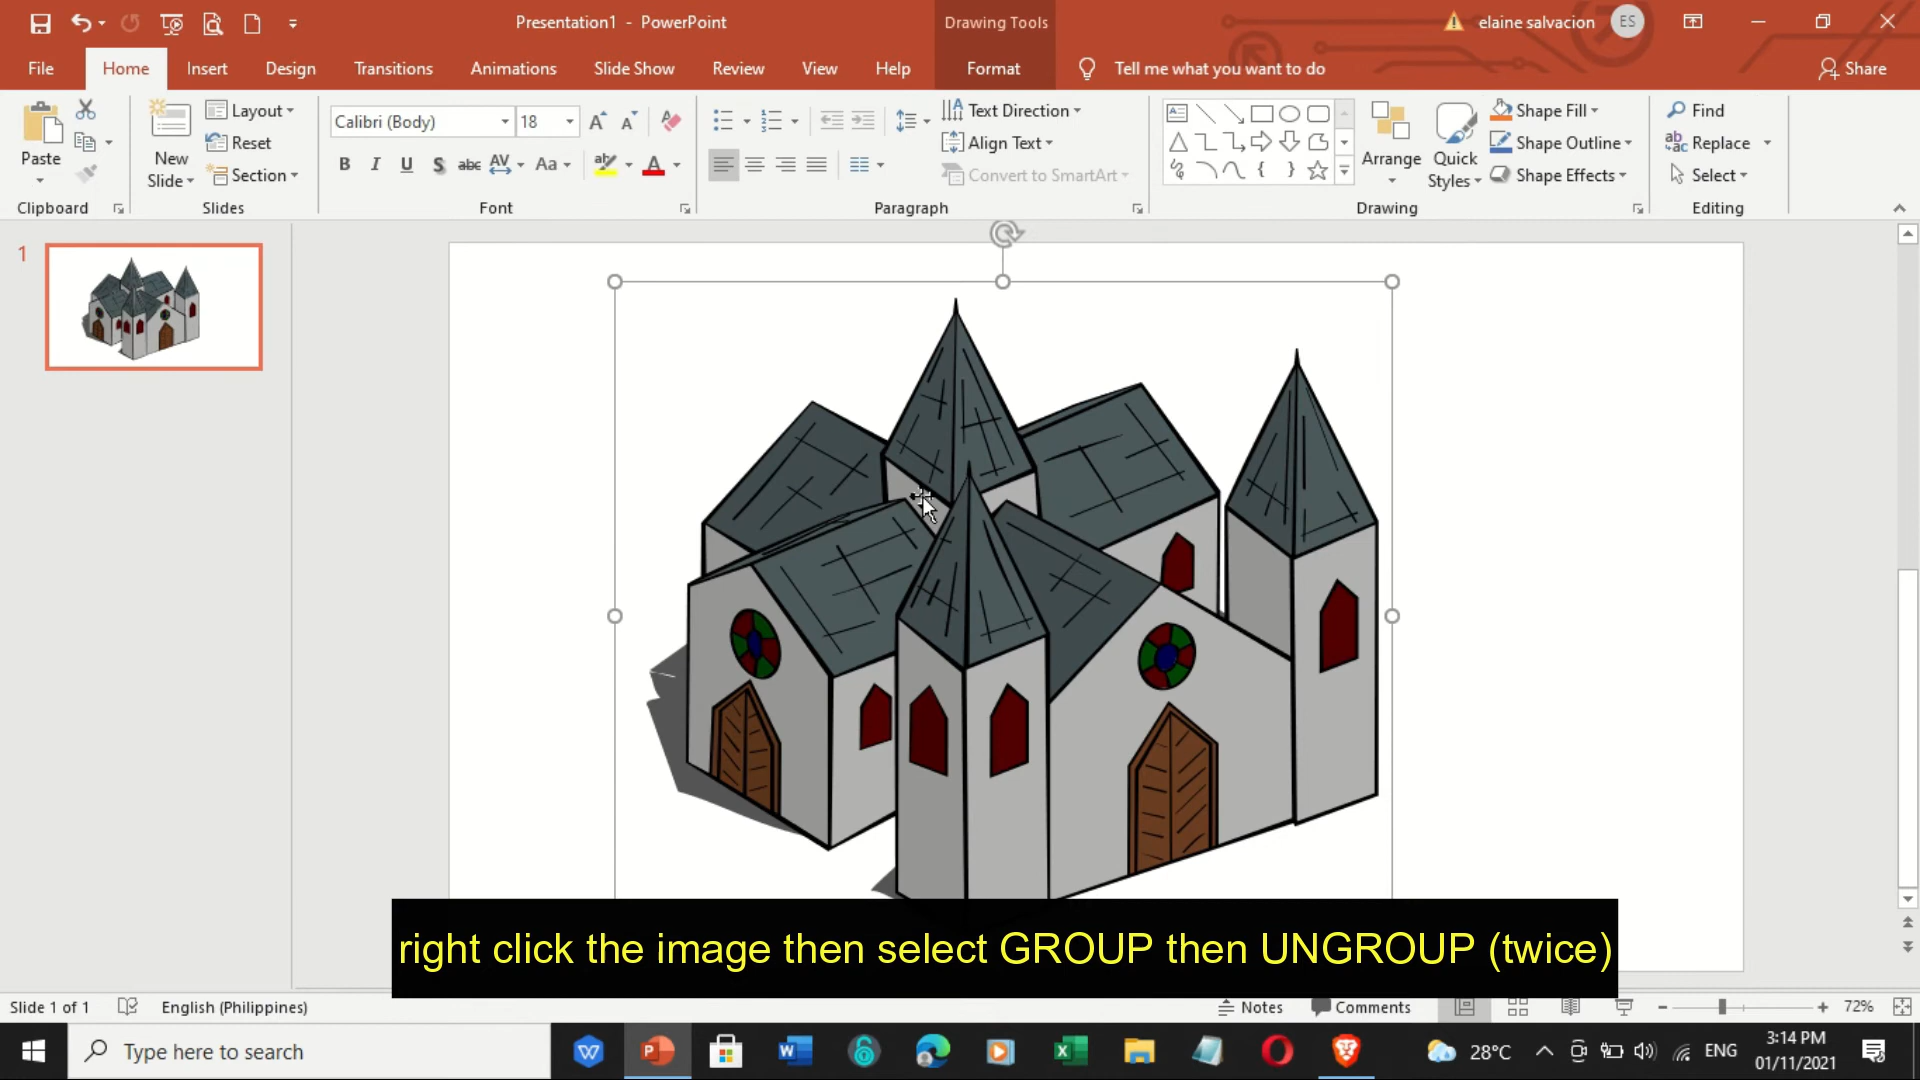 Presentation1 - PowerPoint
Drawing Tools
elaine salvacion
ES
File
Home
Insert
Design
Transitions
Animations
Slide Show
Review
View
Help
Format
Tell me what you want to do
Share
Paste
New Slide
Layout
Reset
Section
Calibri (Body)
18
B I U S abc AV Aa
A
Text Direction
Align Text
Convert to SmartArt
Arrange
Quick Styles
Shape Fill
Shape Outline
Shape Effects
Find
Replace
Select
Clipboard
Slides
Font
Paragraph
Drawing
Editing
1
right click the image then select GROUP then UNGROUP (twice)
Slide 1 of 1
English (Philippines)
Notes
Comments
72%
Type here to search
28°C
ENG
3:14 PM
01/11/2021